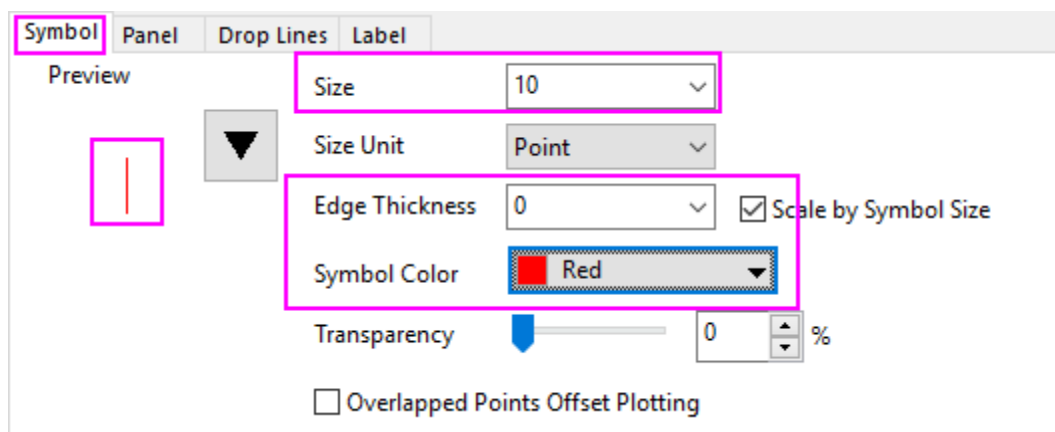 Symbol Panel Drop Lines Label
Preview
Size 10
Size Unit Point
Edge Thickness 0 Scale by Symbol Size
Symbol Color Red
Transparency 0 %
Overlapped Points Offset Plotting